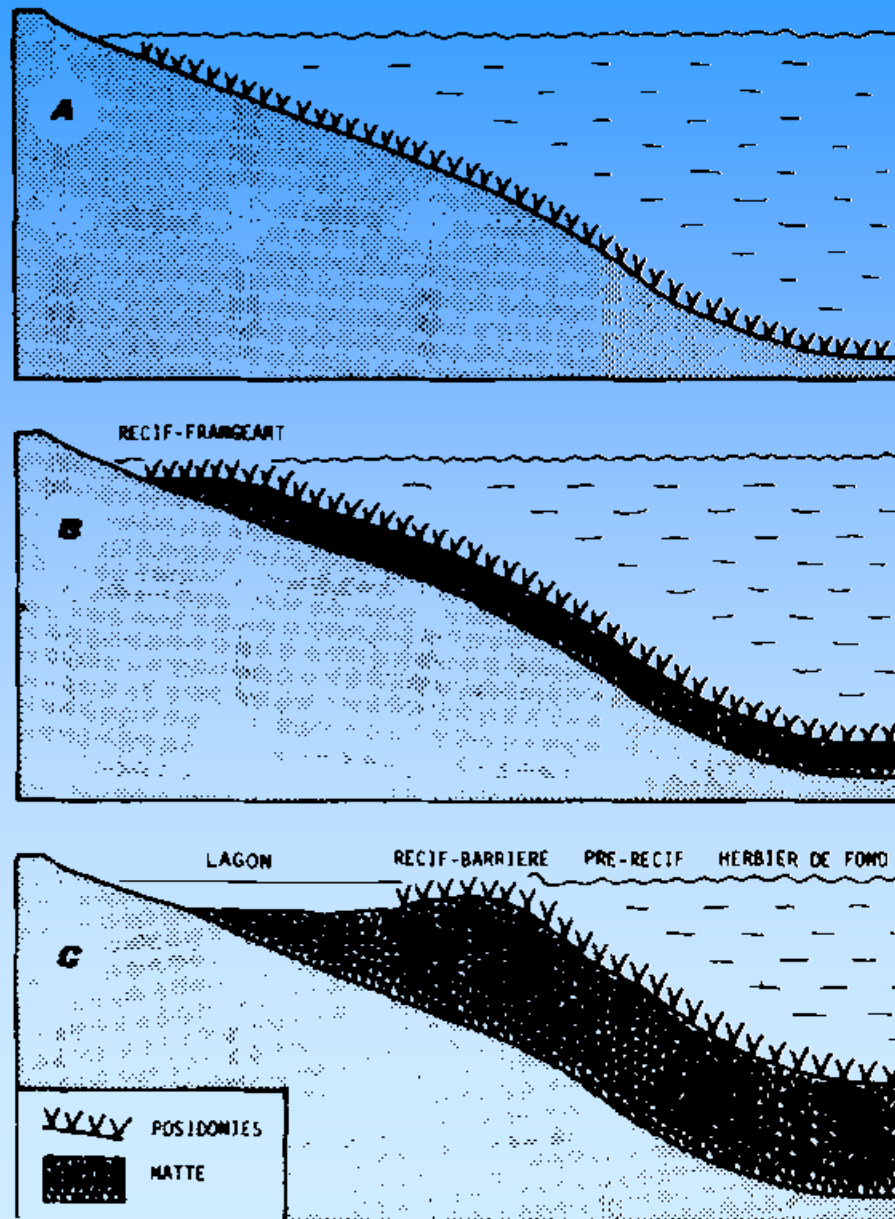 A
RECIF-FRANGEANT
B
LAGON RECIF-BARRIERE PRE-RECIF HERBIER DE FOND
C
POSIDONIES
MATTE